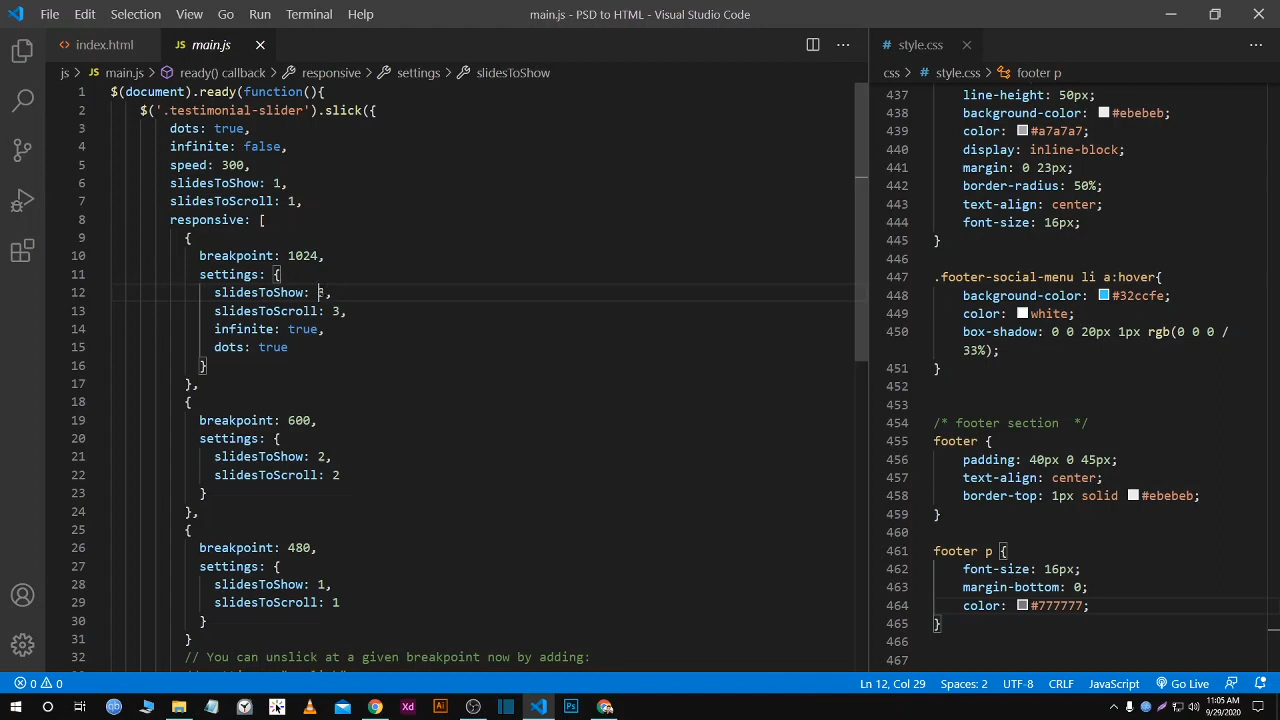 File Edit Selection View Go Run Terminal Help
main.js - PSD to HTML - Visual Studio Code
index.html
JS main.js
# style.css
js > JS main.js > ready() callback > responsive > settings > slidesToShow
css > # style.css > footer p
1 $(document).ready(function(){
2 $('.testimonial-slider').slick({
3 dots: true,
4 infinite: false,
5 speed: 300,
6 slidesToShow: 1,
7 slidesToScroll: 1,
8 responsive: [
9 {
10 breakpoint: 1024,
11 settings: {
12 slidesToShow: 3,
13 slidesToScroll: 3,
14 infinite: true,
15 dots: true
16 }
17 },
18 {
19 breakpoint: 600,
20 settings: {
21 slidesToShow: 2,
22 slidesToScroll: 2
23 }
24 },
25 {
26 breakpoint: 480,
27 settings: {
28 slidesToShow: 1,
29 slidesToScroll: 1
30 }
31 }
32 // You can unslick at a given breakpoint now by adding:
437 line-height: 50px;
438 background-color: #ebebeb;
439 color: #a7a7a7;
440 display: inline-block;
441 margin: 0 23px;
442 border-radius: 50%;
443 text-align: center;
444 font-size: 16px;
445 }
446
447 .footer-social-menu li a:hover{
448 background-color: #32ccfe;
449 color: white;
450 box-shadow: 0 0 20px 1px rgb(0 0 0 /
33%);
451 }
452
453
454 /* footer section */
455 footer {
456 padding: 40px 0 45px;
457 text-align: center;
458 border-top: 1px solid #ebebeb;
459 }
460
461 footer p {
462 font-size: 16px;
463 margin-bottom: 0;
464 color: #777777;
465 }
466
467
0 0
Ln 12, Col 29 Spaces: 2 UTF-8 CRLF JavaScript Go Live
Xd Ai Ps
11:05 AM
9/29/2020